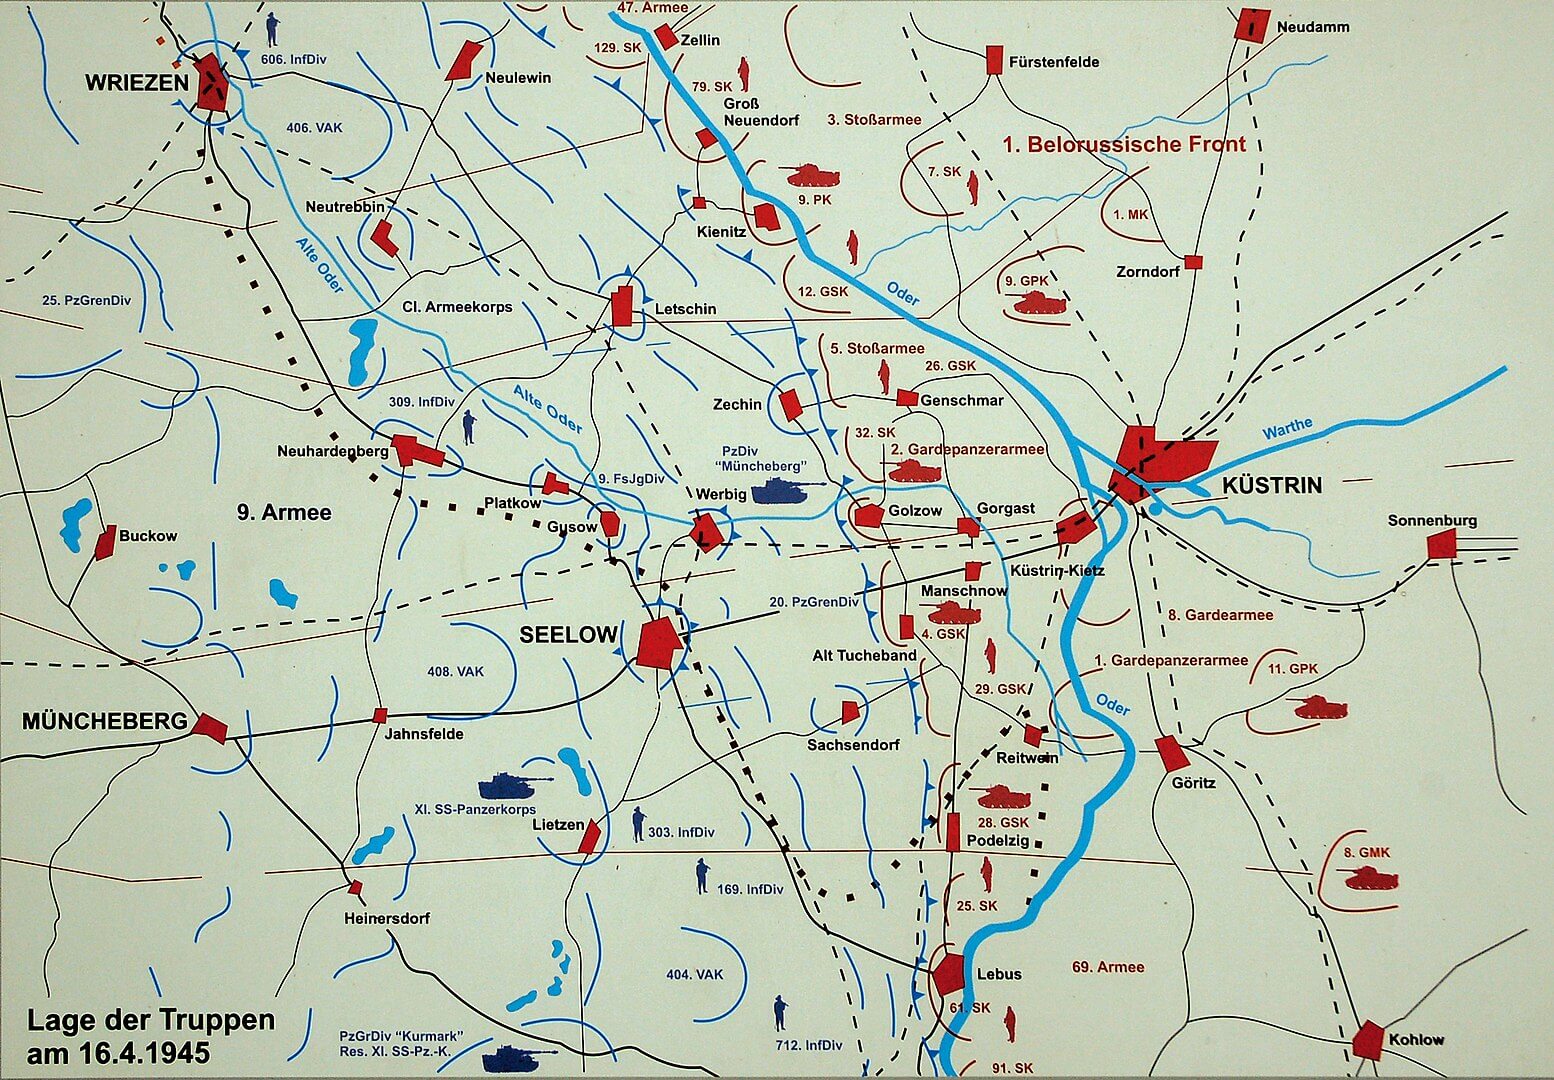 47. Armee
Zellin
129. SK
79. SK
Groß
Neuendorf
3. Stoßarmee
Fürstenfelde
Neudamm
606. InfDiv
WRIEZEN
Neulewin
406. VAK
1. Belorussische Front
7. SK
1. MK
9. PK
Neutrebbin
Kienitz
Zorndorf
Alte Oder
25. PzGrenDiv
CI. Armeekorps
Letschin
12. GSK
Oder
9. GPK
5. Stoßarmee
26. GSK
309. InfDiv
Alte Oder
Zechin
Genschmar
Warthe
32. SK
2. Gardepanzerarmee
Neuhardenberg
PzDiv
"Müncheberg"
9. FsJgDiv
KÜSTRIN
Platkow
Werbig
9. Armee
Golzow
Gorgast
Gusow
Sonnenburg
Buckow
Küstrin-Kietz
Manschnow
20. PzGrenDiv
8. Gardearmee
SEELOW
4. GSK
Alt Tucheband
408. VAK
1. Gardepanzerarmee
11. GPK
29. GSK
Oder
MÜNCHEBERG
Jahnsfelde
Sachsendorf
Reitwein
Göritz
XI. SS-Panzerkorps
Lietzen
303. InfDiv
28. GSK
Podelzig
8. GMK
169. InfDiv
25. SK
Heinersdorf
404. VAK
Lebus
69. Armee
61. SK
Lage der Truppen
am 16.4.1945
PzGrDiv "Kurmark"
Res. XI. SS-Pz.-K.
712. InfDiv
Kohlow
91. SK